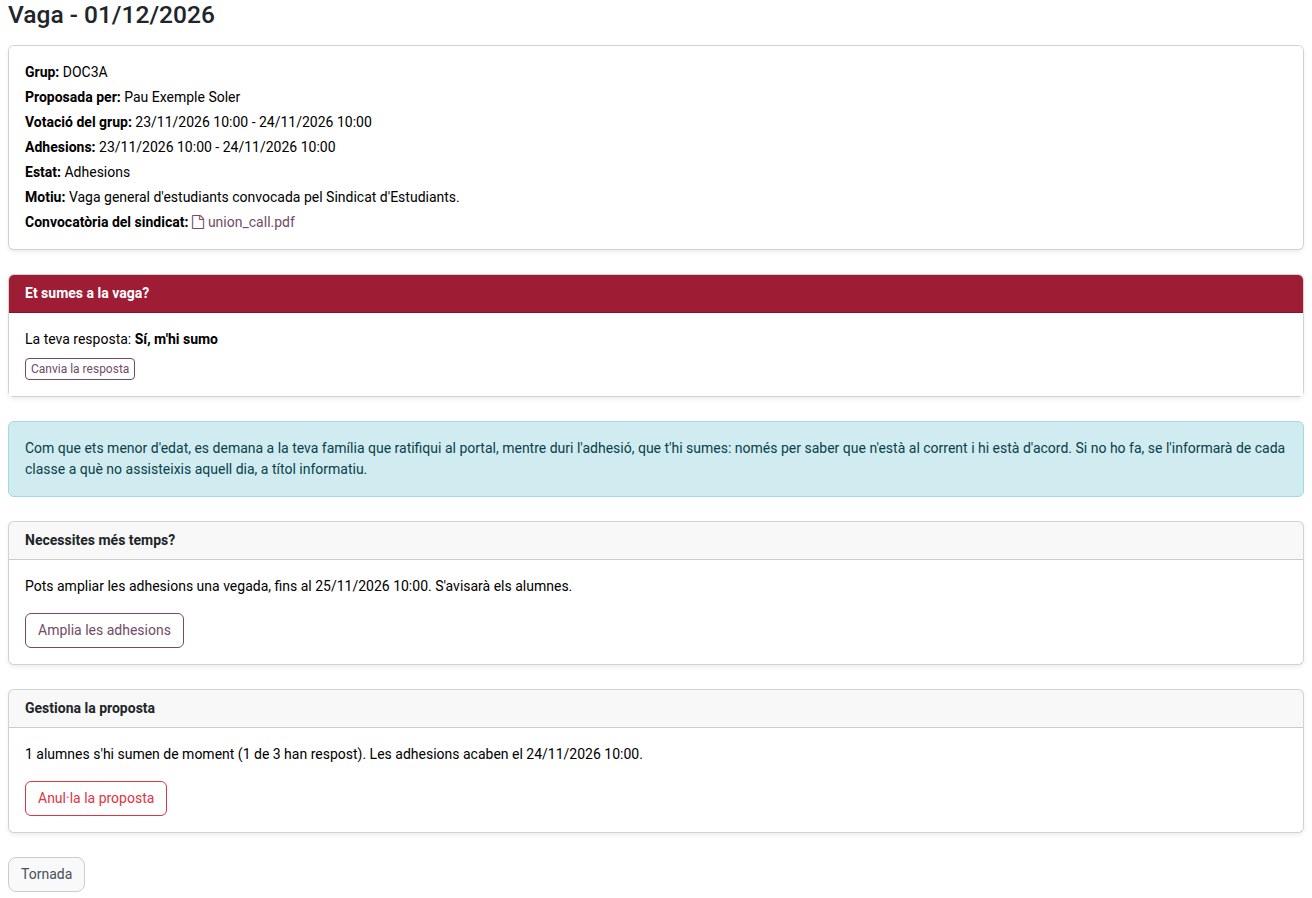 Vaga - 01/12/2026
Grup: DOC3A
Proposada per: Pau Exemple Soler
Votació del grup: 23/11/2026 10:00 - 24/11/2026 10:00
Adhesions: 23/11/2026 10:00 - 24/11/2026 10:00
Estat: Adhesions
Motiu: Vaga general d'estudiants convocada pel Sindicat d'Estudiants.
Convocatòria del sindicat: union_call.pdf
Et sumes a la vaga?
La teva resposta: Sí, m'hi sumo
Canvia la resposta
Com que ets menor d'edat, es demana a la teva família que ratifiqui al portal, mentre duri l'adhesió, que t'hi sumes: només per saber que n'està al corrent i hi està d'acord. Si no ho fa, se l'informarà de cada
classe a què no assisteixis aquell dia, a títol informatiu.
Necessites més temps?
Pots ampliar les adhesions una vegada, fins al 25/11/2026 10:00. S'avisarà els alumnes.
Amplia les adhesions
Gestiona la proposta
1 alumnes s'hi sumen de moment (1 de 3 han respost). Les adhesions acaben el 24/11/2026 10:00.
Anul·la la proposta
Tornada